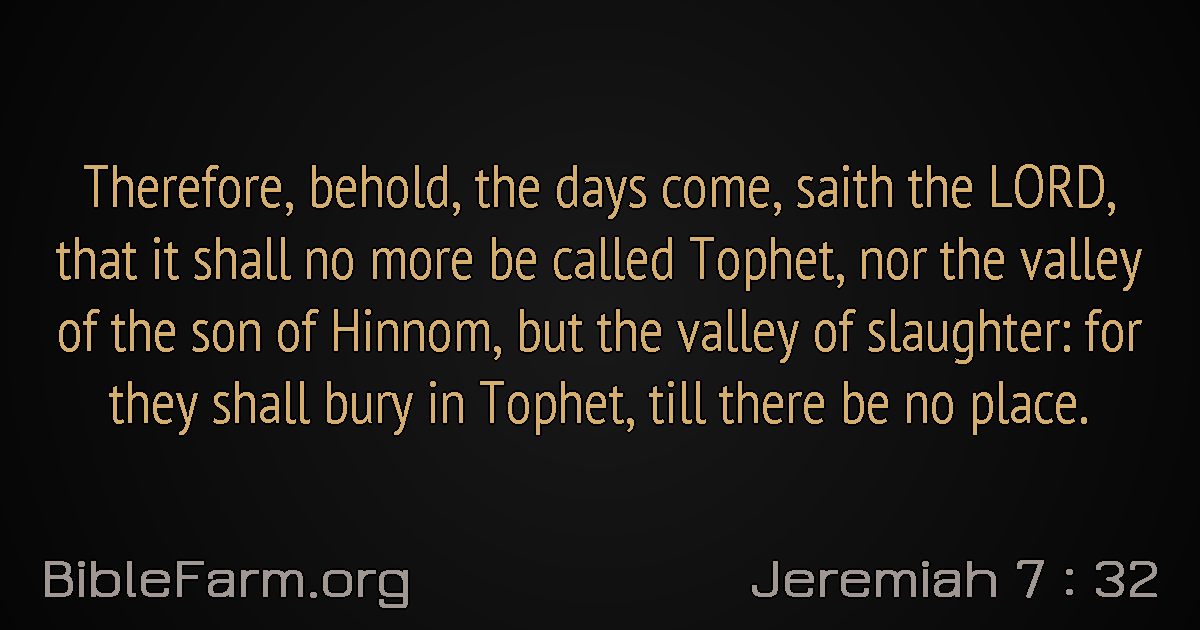 Therefore, behold, the days come, saith the LORD,
that it shall no more be called Tophet, nor the valley
of the son of Hinnom, but the valley of slaughter: for
they shall bury in Tophet, till there be no place.
BibleFarm.org
Jeremiah 7 : 32